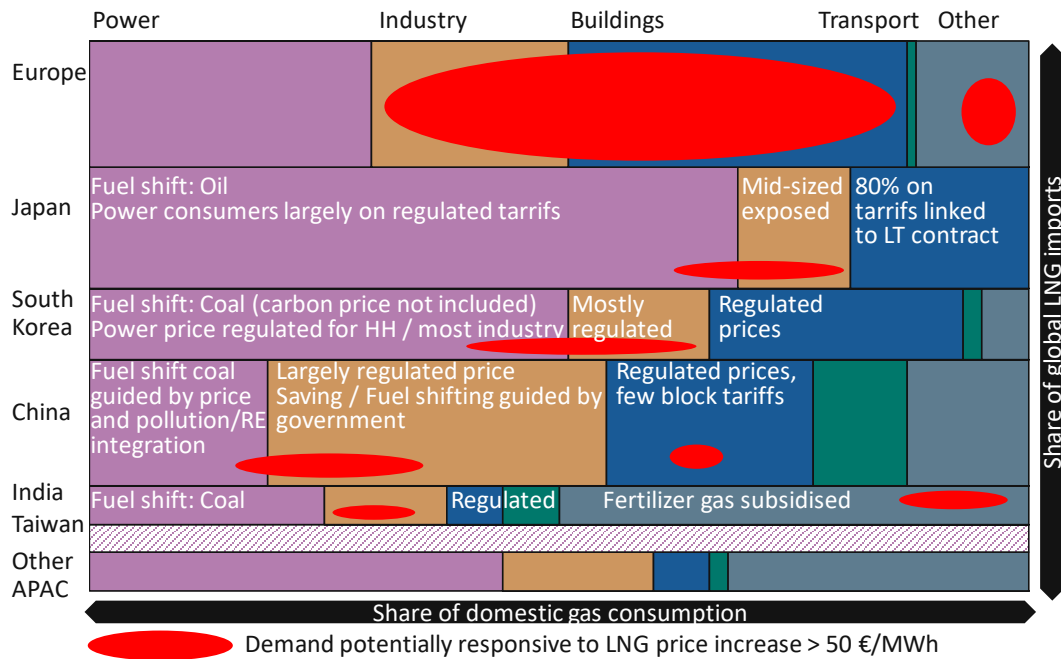 Power Industry Buildings Transport Other
Europe
Japan
Fuel shift: Oil
Power consumers largely on regulated tarrifs
Mid-sized
exposed
80% on
tarrifs linked
to LT contract
South
Korea
Fuel shift: Coal (carbon price not included)
Power price regulated for HH / most industry
Mostly
regulated
Regulated
prices
China
Fuel shift coal
guided by price
and pollution/RE
integration
Largely regulated price
Saving / Fuel shifting guided by
government
Regulated prices,
few block tariffs
India
Fuel shift: Coal
Regulated
Fertilizer gas subsidised
Taiwan
Other
APAC
Share of global LNG imports
Share of domestic gas consumption
Demand potentially responsive to LNG price increase > 50 €/MWh